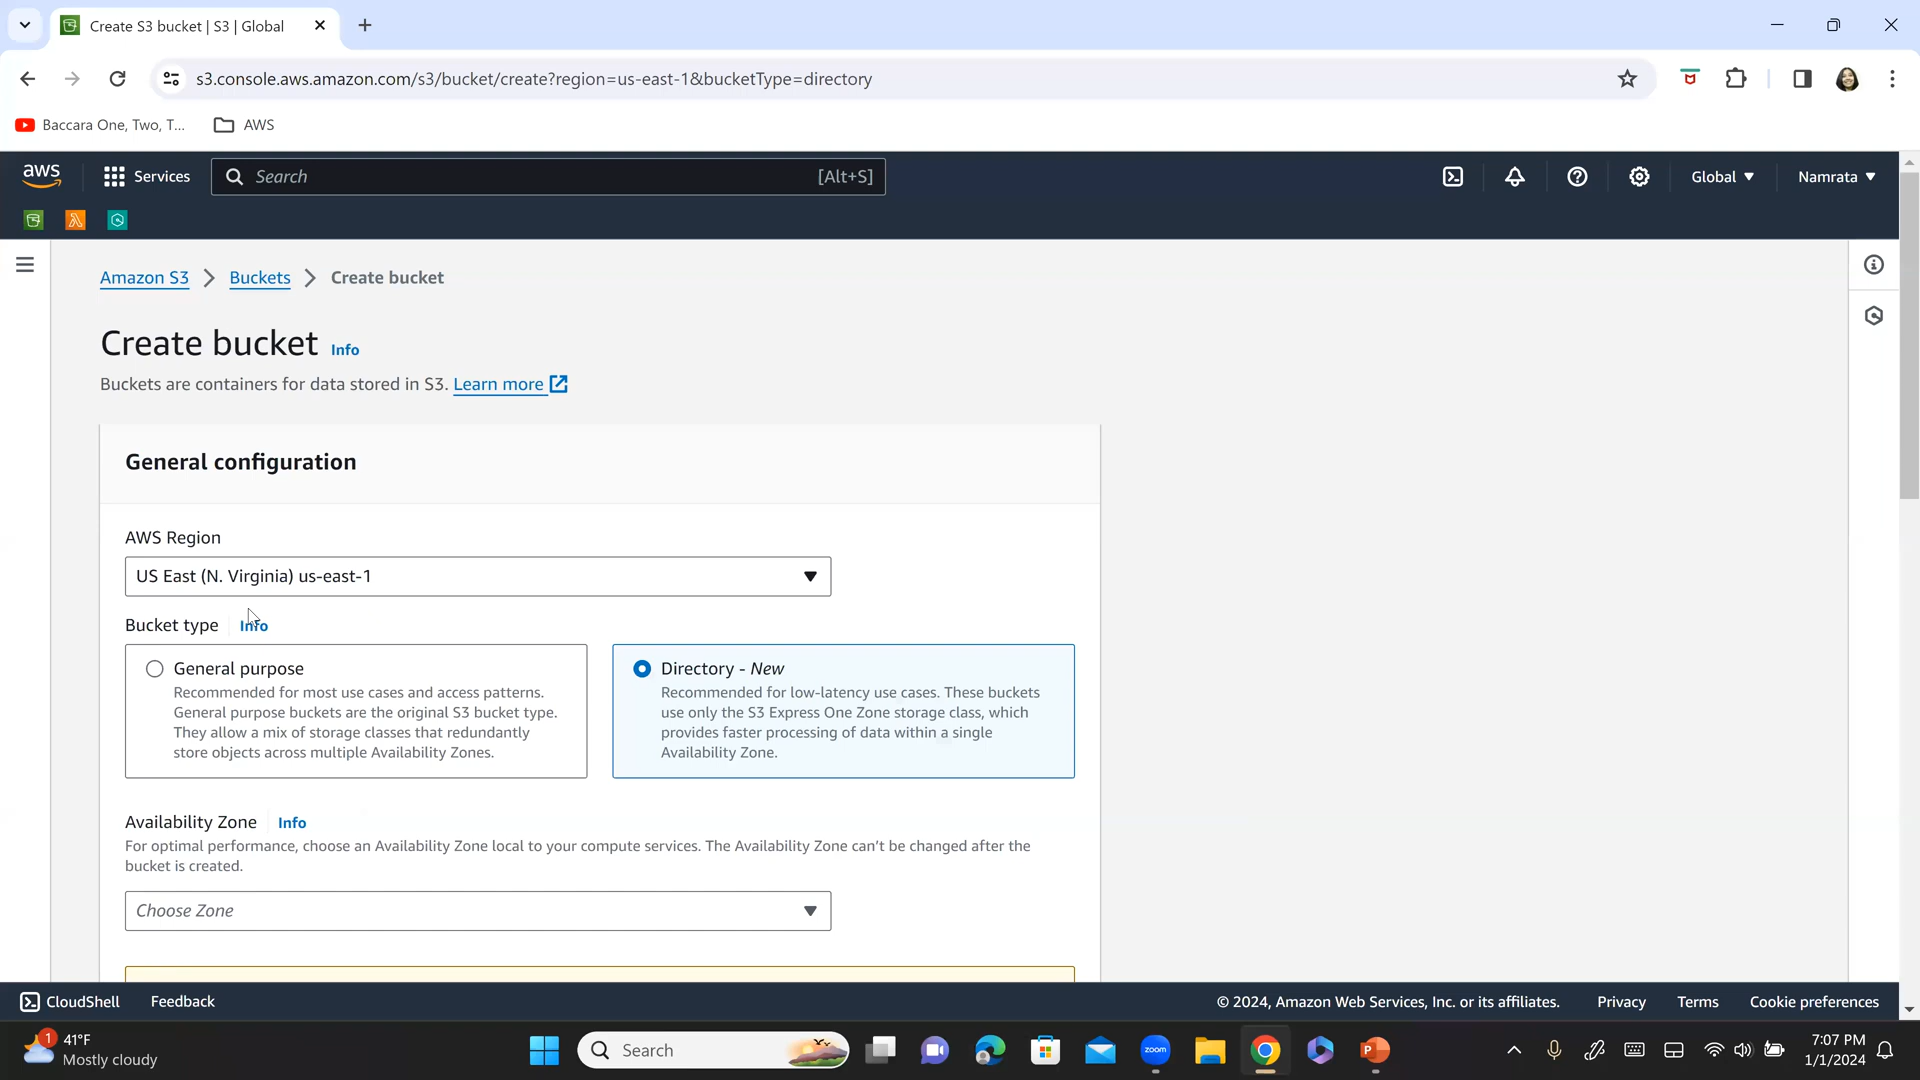 Create S3 bucket | S3 | Global
s3.console.aws.amazon.com/s3/bucket/create?region=us-east-1&bucketType=directory
Baccara One, Two, T...
AWS
aws
Services
Search
[Alt+S]
Global
Namrata
Amazon S3 > Buckets > Create bucket
Create bucket Info
Buckets are containers for data stored in S3. Learn more
General configuration
AWS Region
US East (N. Virginia) us-east-1
Bucket type Info
General purpose
Recommended for most use cases and access patterns.
General purpose buckets are the original S3 bucket type.
They allow a mix of storage classes that redundantly
store objects across multiple Availability Zones.
Directory - New
Recommended for low-latency use cases. These buckets
use only the S3 Express One Zone storage class, which
provides faster processing of data within a single
Availability Zone.
Availability Zone Info
For optimal performance, choose an Availability Zone local to your compute services. The Availability Zone can't be changed after the
bucket is created.
Choose Zone
CloudShell
Feedback
© 2024, Amazon Web Services, Inc. or its affiliates.
Privacy
Terms
Cookie preferences
1
41°F
Mostly cloudy
Search
zoom
7:07 PM
1/1/2024